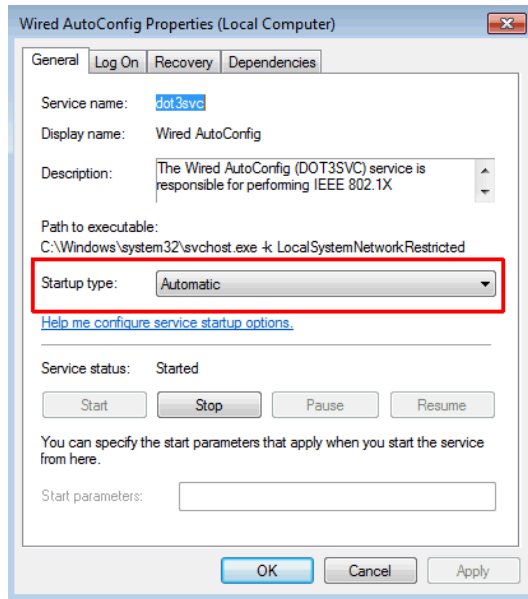 Wired AutoConfig Properties (Local Computer)
General Log On Recovery Dependencies
Service name: dot3svc
Display name: Wired AutoConfig
Description: The Wired AutoConfig (DOT3SVC) service is
responsible for performing IEEE 802.1X
Path to executable:
C:\Windows\system32\svchost.exe -k LocalSystemNetworkRestricted
Startup type: Automatic
Help me configure service startup options.
Service status: Started
Start Stop Pause Resume
You can specify the start parameters that apply when you start the service
from here.
Start parameters:
OK Cancel Apply